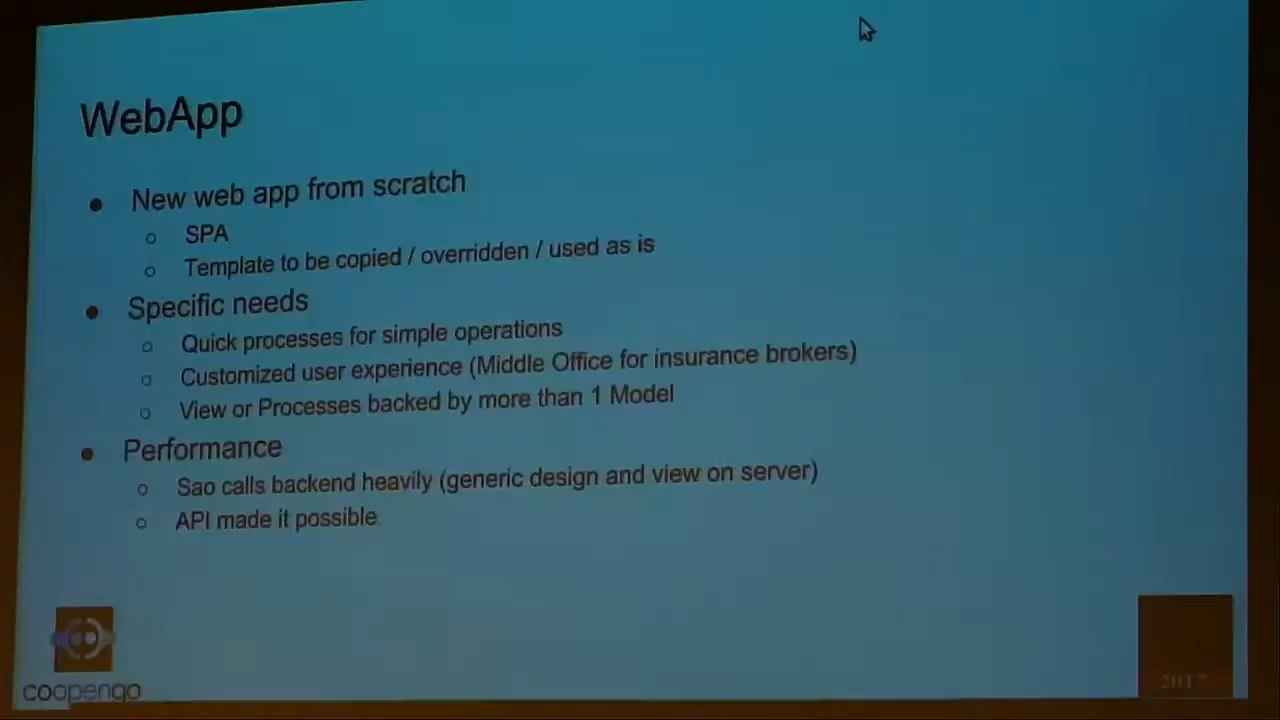 WebApp
● New web app from scratch
○ SPA
○ Template to be copied / overridden / used as is
● Specific needs
○ Quick processes for simple operations
○ Customized user experience (Middle Office for insurance brokers)
○ View or Processes backed by more than 1 Model
● Performance
○ Sao calls backend heavily (generic design and view on server)
○ API made it possible
coopengo
2017